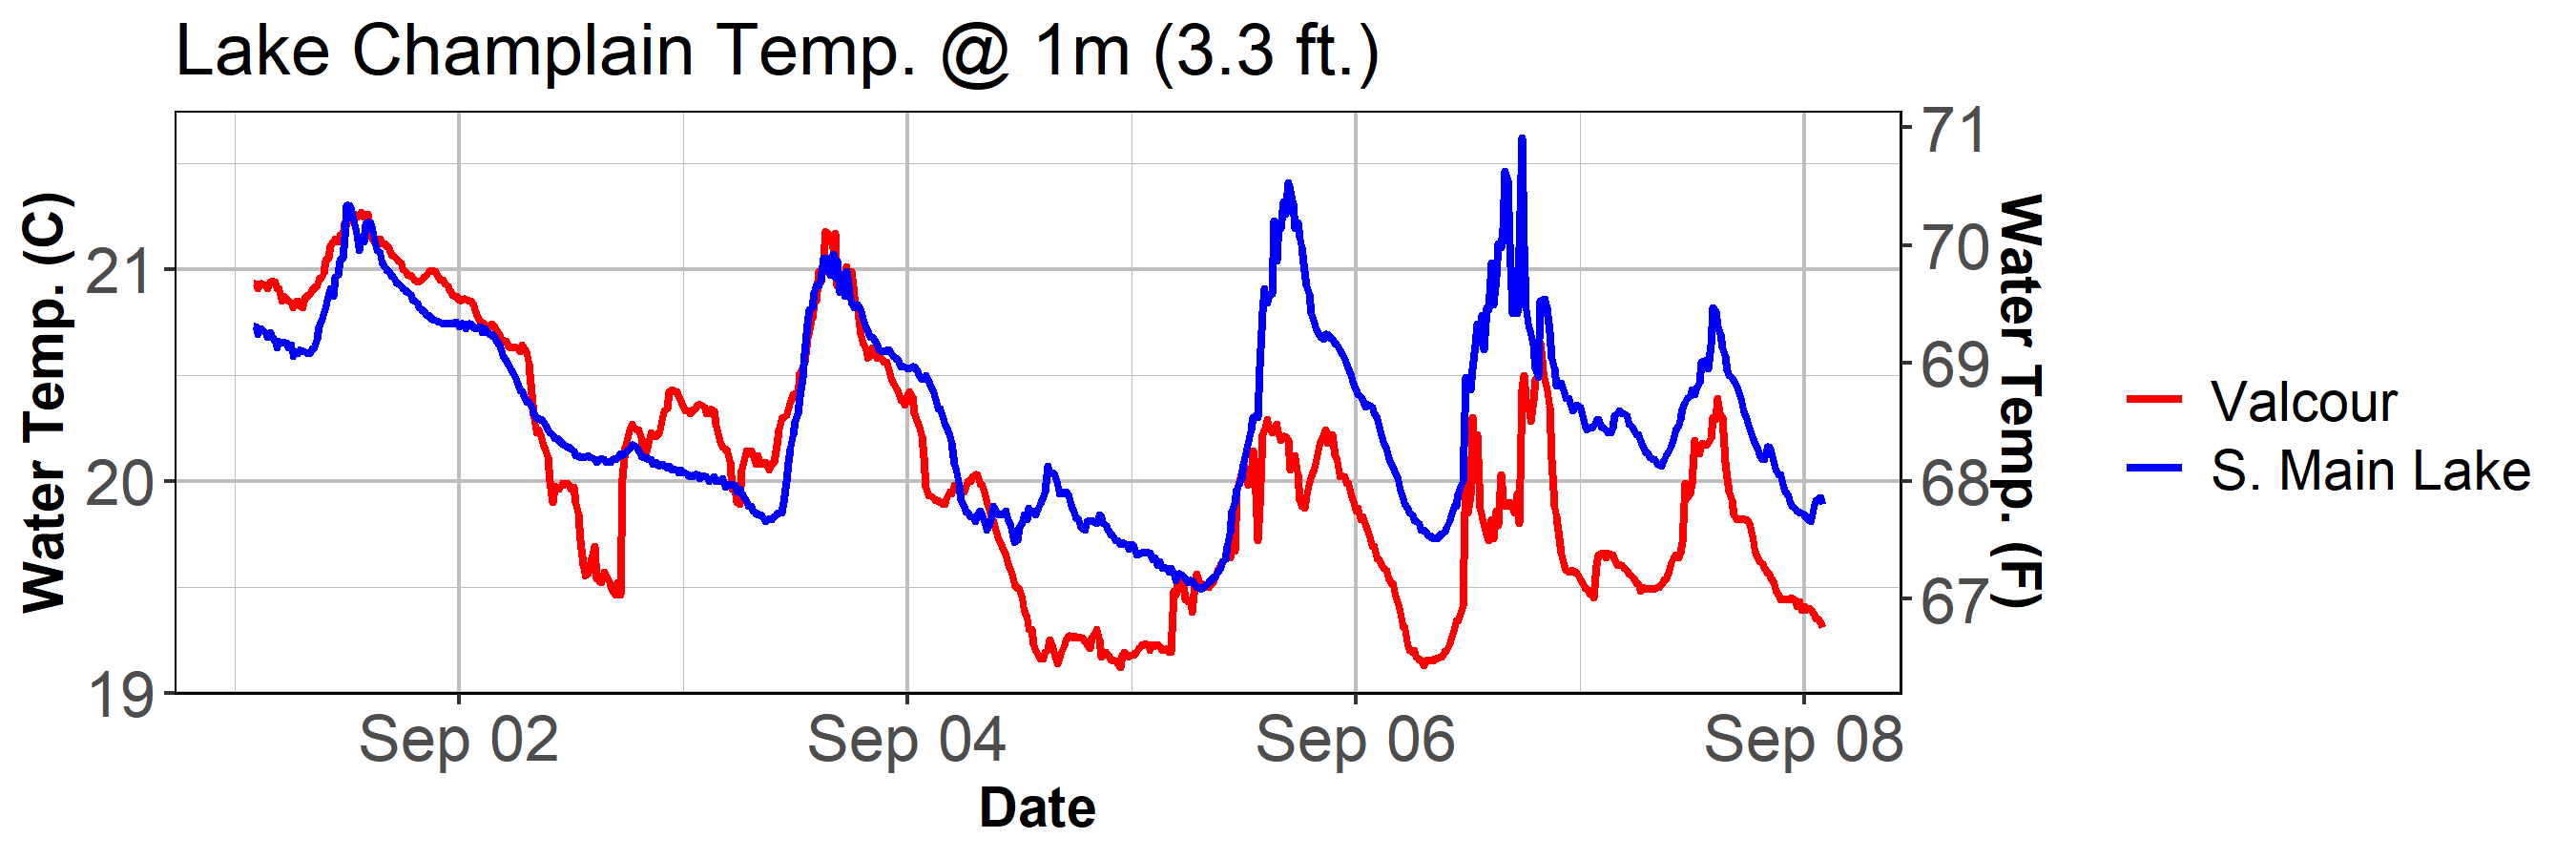 Lake Champlain Temp. @ 1m (3.3 ft.)
Water Temp. (C)
21
20
19
71
70
69
68
67
Water Temp. (F)
Sep 02
Sep 04
Sep 06
Sep 08
Date
Valcour
S. Main Lake